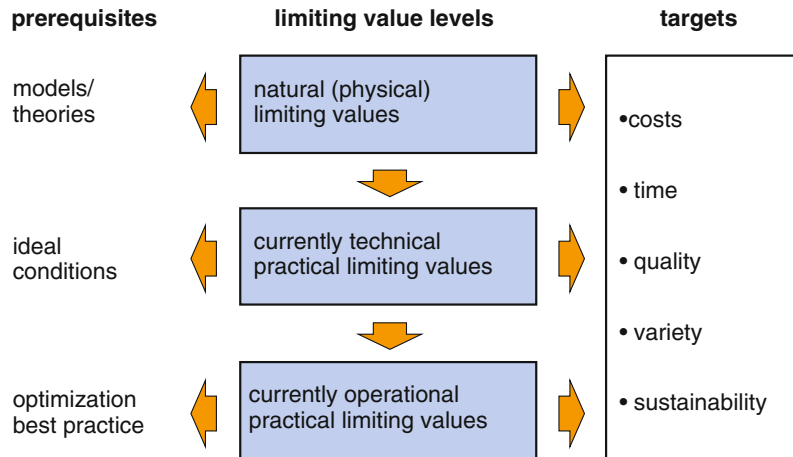 prerequisites
limiting value levels
targets
models/
theories
natural (physical)
limiting values
•costs
• time
ideal
conditions
currently technical
practical limiting values
• quality
• variety
optimization
best practice
currently operational
practical limiting values
• sustainability